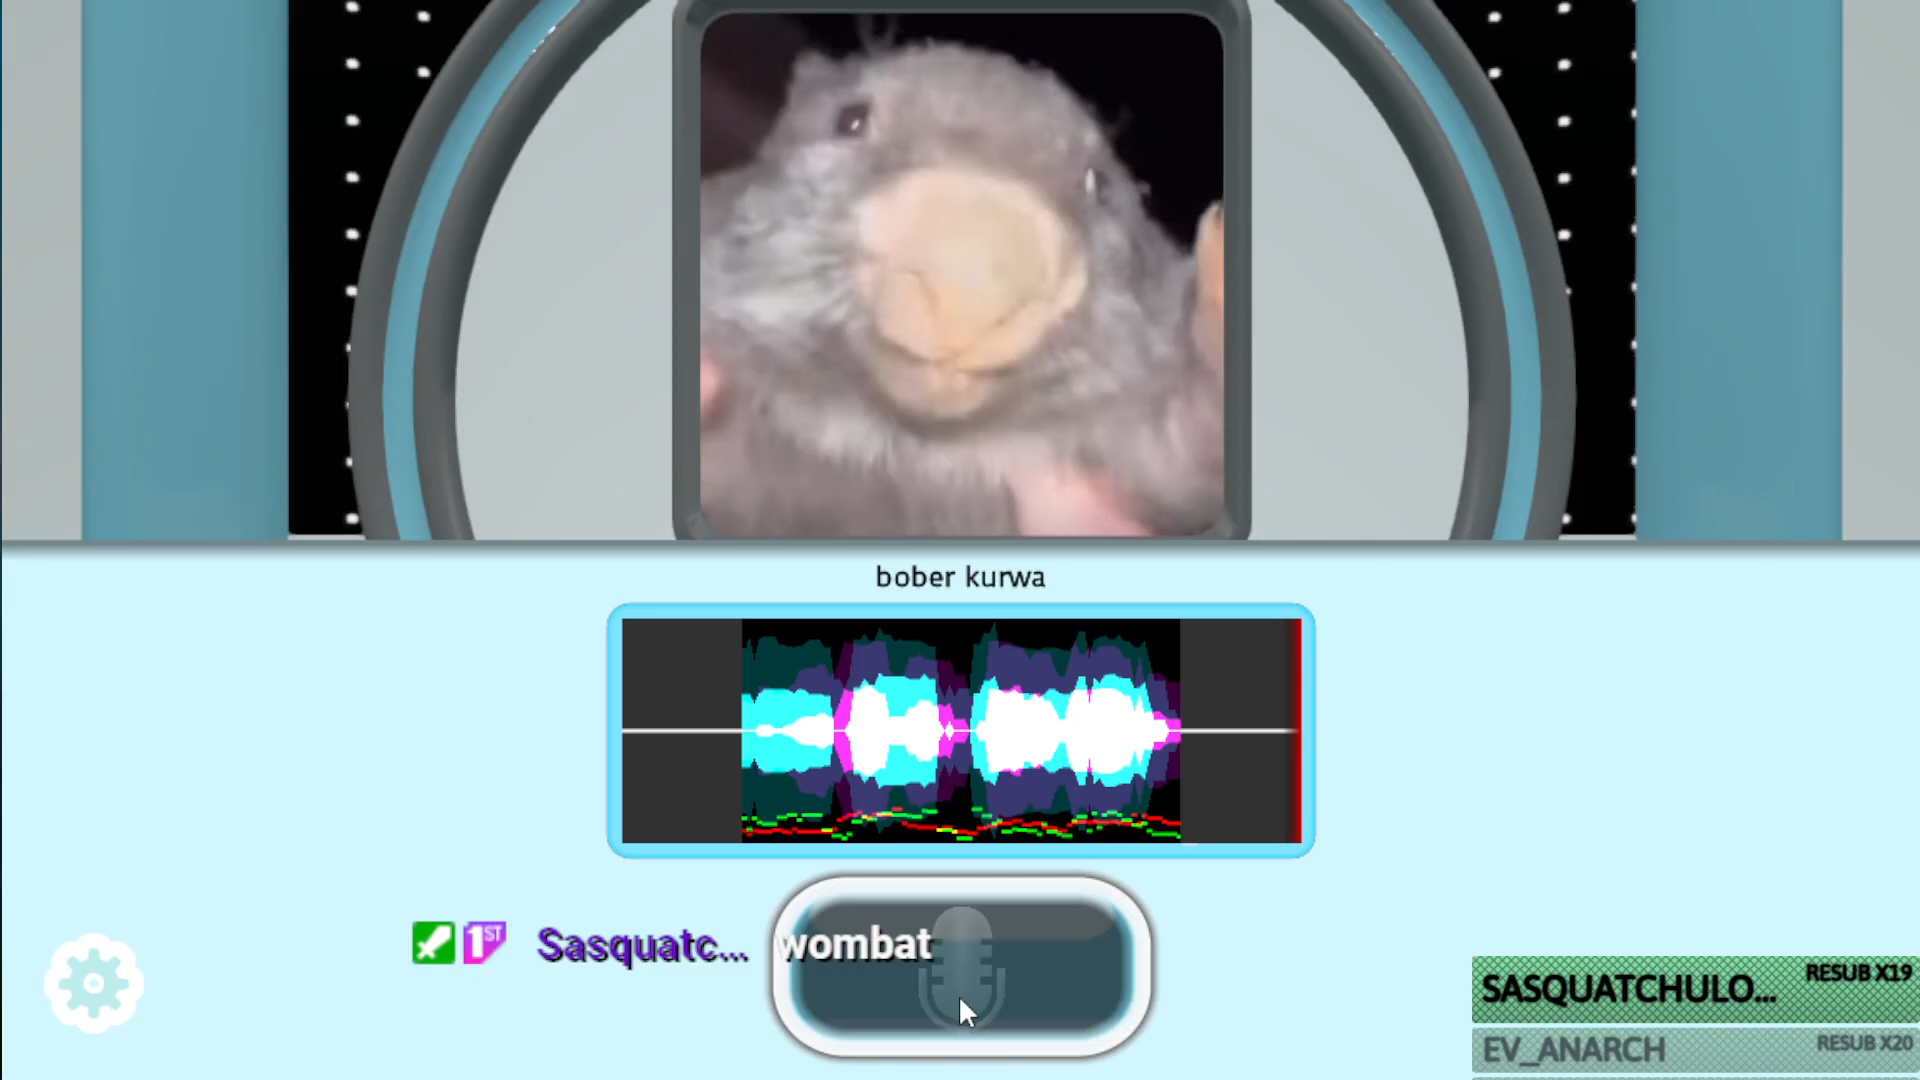 bober kurwa
1ST Sasquatc... wombat
SASQUATCHULO... RESUB X19
EV_ANARCH RESUB X20